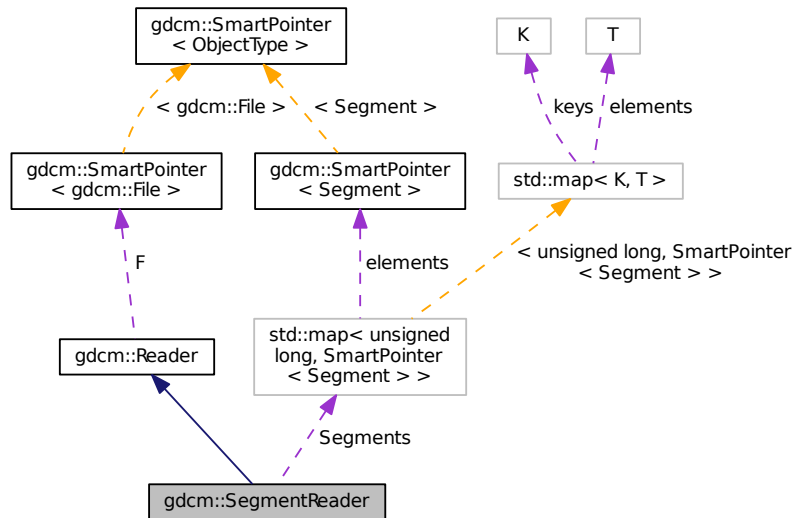 gdcm::SmartPointer
< ObjectType >
K
T
< gdcm::File >
< Segment >
keys
elements
gdcm::SmartPointer
< gdcm::File >
gdcm::SmartPointer
< Segment >
std::map< K, T >
F
elements
< unsigned long, SmartPointer
< Segment > >
gdcm::Reader
std::map< unsigned
long, SmartPointer
< Segment > >
Segments
gdcm::SegmentReader